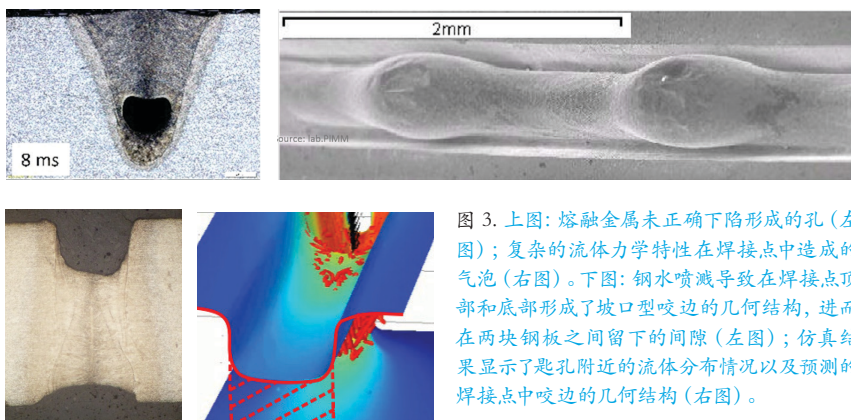 2mm
ource: lab.PIMM
8 ms
图 3. 上图: 熔融金属未正确下陷形成的孔 (左
图) ; 复杂的流体力学特性在焊接点中造成的
气泡 (右图) 。下图: 钢水喷溅导致在焊接点顶
部和底部形成了坡口型咬边的几何结构, 进而
在两块钢板之间留下的间隙 (左图) ; 仿真结
果显示了匙孔附近的流体分布情况以及预测的
焊接点中咬边的几何结构 (右图) 。